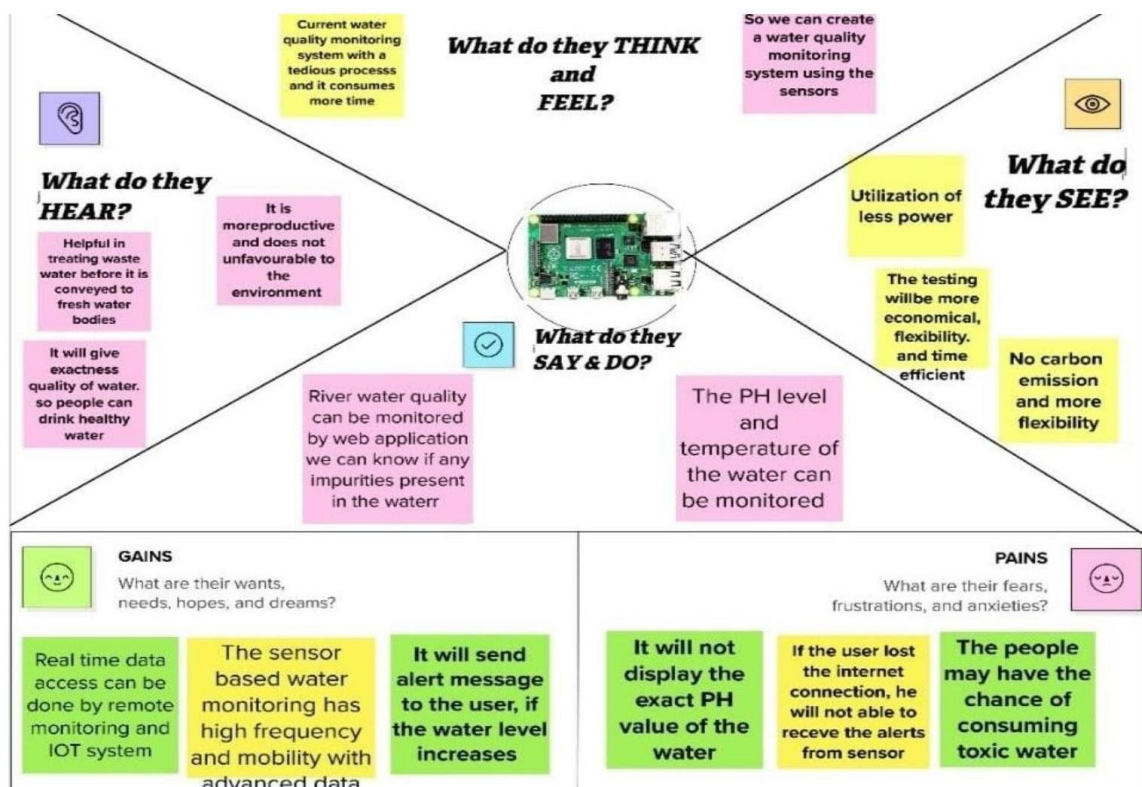 Current water
quality monitoring
system with a
tedious processs
and it consumes
more time
What do they THINK
and
FEEL?
So we can create
a water quality
monitoring
system using the
sensors
What do they
HEAR?
It is
moreproductive
and does not
unfavourable to
the
environment
Helpful in
treating waste
water before it is
conveyed to
fresh water
bodies
It will give
exactness
quality of water.
so people can
drink healthy
water
What do
they SEE?
Utilization of
less power
The testing
willbe more
economical,
flexibility.
and time
efficient
No carbon
emission
and more
flexibility
What do they
SAY & DO?
River water quality
can be monitored
by web application
we can know if any
impurities present
in the waterr
The PH level
and
temperature of
the water can
be monitored
GAINS
What are their wants,
needs, hopes, and dreams?
Real time data
access can be
done by remote
monitoring and
IOT system
The sensor
based water
monitoring has
high frequency
and mobility with
advanced data
It will send
alert message
to the user, if
the water level
increases
PAINS
What are their fears,
frustrations, and anxieties?
It will not
display the
exact PH
value of the
water
If the user lost
the internet
connection, he
will not able to
receve the alerts
from sensor
The people
may have the
chance of
consuming
toxic water